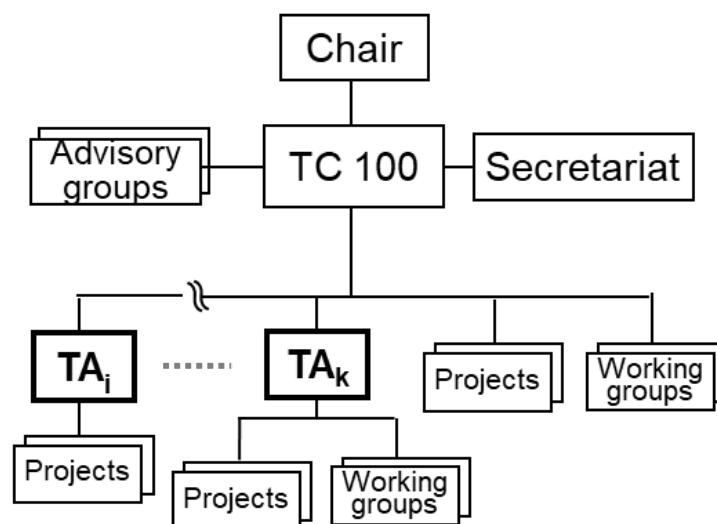 Chair
Advisory
groups
TC 100
Secretariat
TAi
TAk
Projects
Working
groups
Projects
Projects
Working
groups